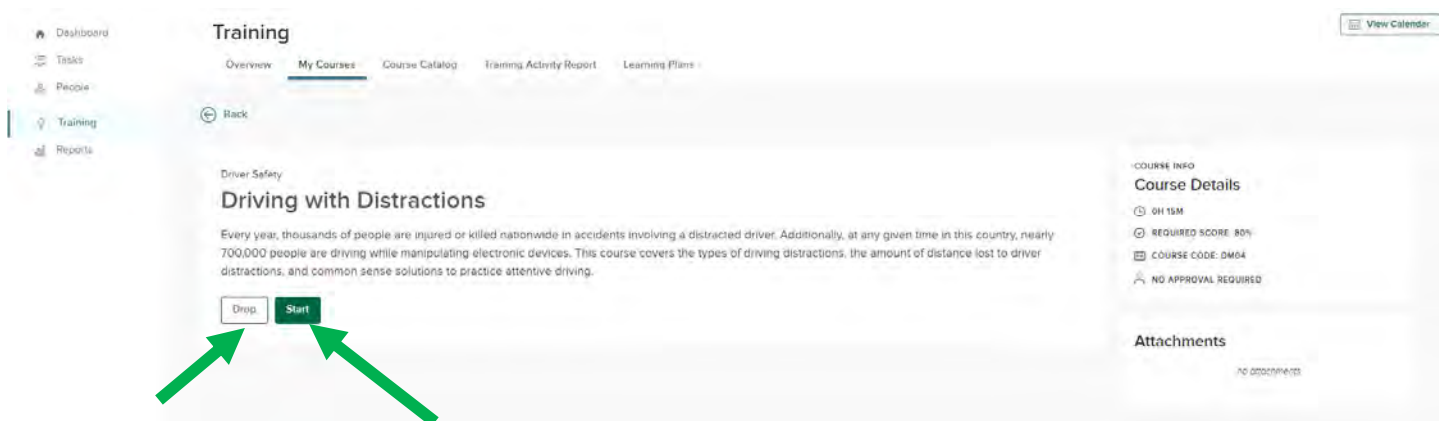 Dashboard
Tasks
People
Training
Reports
Training
View Calendar
Overview My Courses Course Catalog Training Activity Report Learning Plans
Back
Driver Safety
Driving with Distractions
Every year, thousands of people are injured or killed nationwide in accidents involving a distracted driver. Additionally, at any given time in this country, nearly
700,000 people are driving while manipulating electronic devices. This course covers the types of driving distractions, the amount of distance lost to driver
distractions, and common sense solutions to practice attentive driving.
Drop Start
COURSE INFO
Course Details
0H 15M
REQUIRED SCORE: 80%
COURSE CODE: DM04
NO APPROVAL REQUIRED
Attachments
no attachments